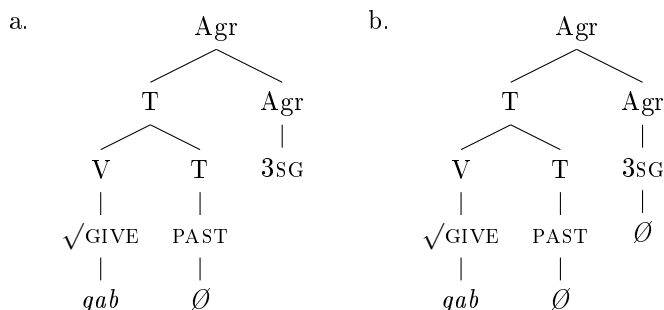 a. Agr b. Agr
T Agr T Agr
V T 3SG V T 3SG
√GIVE PAST √GIVE PAST Ø
gab Ø gab Ø